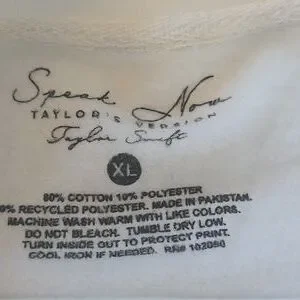 Speak Now
TAYLOR'S VERSION
Taylor Swift
XL
80% COTTON 10% POLYESTER
0% RECYCLED POLYESTER. MADE IN PAKISTAN.
MACHINE WASH WARM WITH LIKE COLORS.
DO NOT BLEACH. TUMBLE DRY LOW.
TURN INSIDE OUT TO PROTECT PRINT.
COOL IRON IF NEEDED. RN#